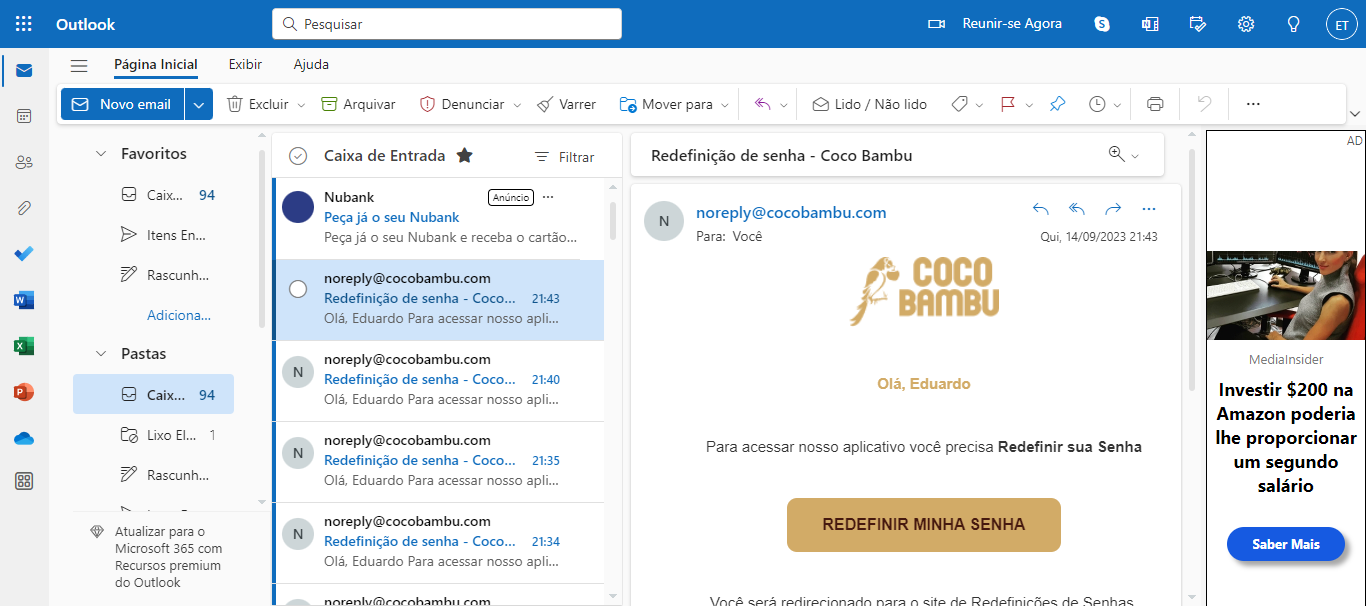 Outlook
Pesquisar
Reunir-se Agora
ET
Página Inicial
Exibir
Ajuda
Novo email
Excluir
Arquivar
Denunciar
Varrer
Mover para
Lido / Não lido
Favoritos
Caix... 94
Itens En...
Rascunh...
Adiciona...
Pastas
Caix... 94
Lixo El... 1
Rascunh...
Atualizar para o
Microsoft 365 com
Recursos premium
do Outlook
Caixa de Entrada
Filtrar
Nubank
Anúncio
Peça já o seu Nubank
Peça já o seu Nubank e receba o cartão...
noreply@cocobambu.com
Redefinição de senha - Coco... 21:43
Olá, Eduardo Para acessar nosso apli...
N
noreply@cocobambu.com
Redefinição de senha - Coco... 21:40
Olá, Eduardo Para acessar nosso apli...
N
noreply@cocobambu.com
Redefinição de senha - Coco... 21:35
Olá, Eduardo Para acessar nosso apli...
N
noreply@cocobambu.com
Redefinição de senha - Coco... 21:34
Olá, Eduardo Para acessar nosso apli...
noreply@cocobambu.com
Redefinição de senha - Coco Bambu
N
noreply@cocobambu.com
Para: Você
Qui, 14/09/2023 21:43
COCO
BAMBU
Olá, Eduardo
Para acessar nosso aplicativo você precisa Redefinir sua Senha
REDEFINIR MINHA SENHA
Você será redirecionado para o site de Redefinições de Senhas
AD
MediaInsider
Investir $200 na
Amazon poderia
lhe proporcionar
um segundo
salário
Saber Mais